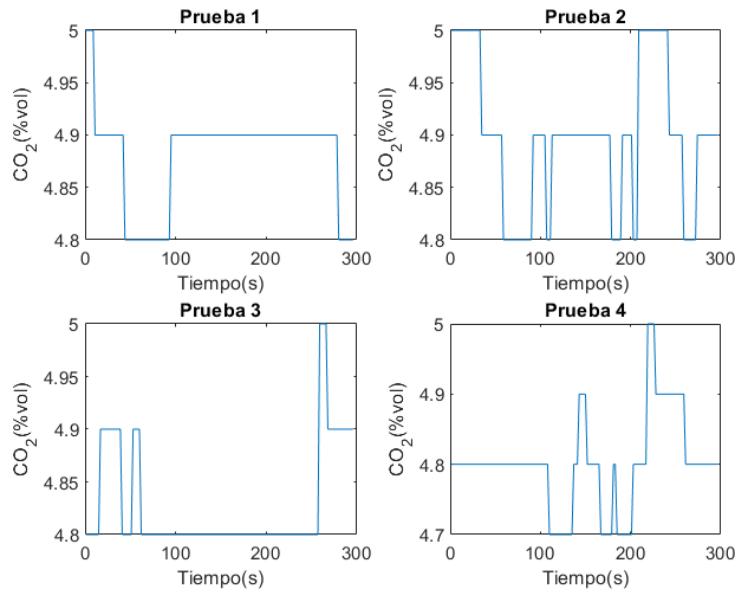 Prueba 1
5
4.95
4.9
4.85
4.8
CO2(%vol)
0 100 200 300
Tiempo(s)
Prueba 2
5
4.95
4.9
4.85
4.8
CO2(%vol)
0 100 200 300
Tiempo(s)
Prueba 3
5
4.95
4.9
4.85
4.8
CO2(%vol)
0 100 200 300
Tiempo(s)
Prueba 4
5
4.9
4.8
4.7
CO2(%vol)
0 100 200 300
Tiempo(s)